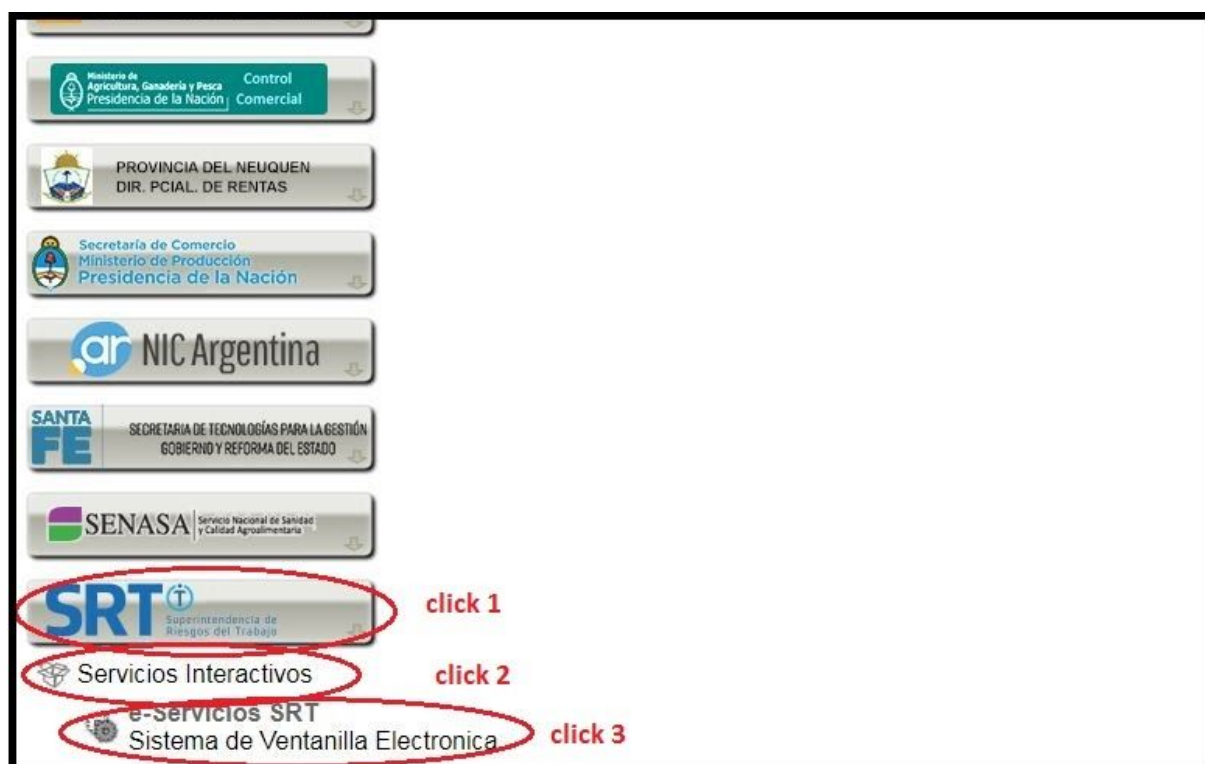 Ministerio de
Agricultura, Ganadería y Pesca
Presidencia de la Nación
Control
Comercial
PROVINCIA DEL NEUQUEN
DIR. PCIAL. DE RENTAS
Secretaría de Comercio
Ministerio de Producción
Presidencia de la Nación
ar NIC Argentina
SANTA
FE
SECRETARIA DE TECNOLOGÍAS PARA LA GESTIÓN
GOBIERNO Y REFORMA DEL ESTADO
SENASA
Servicio Nacional de Sanidad
y Calidad Agroalimentaria
SRT
Superintendencia de
Riesgos del Trabajo
click 1
Servicios Interactivos
click 2
e-Servicios SRT
Sistema de Ventanilla Electronica
click 3